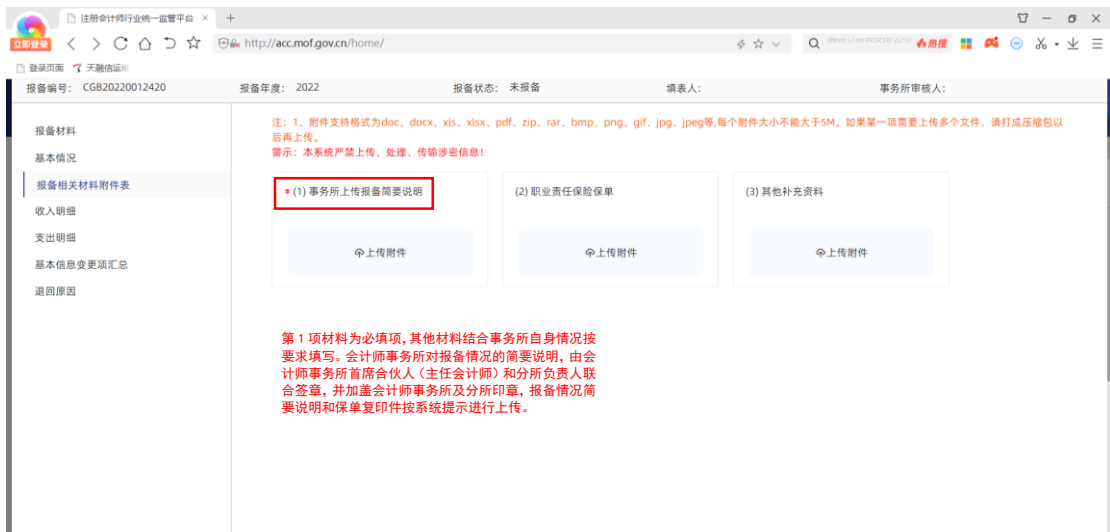 注册会计师行业统一监管平台 ×
立即登录
http://acc.mof.gov.cn/home/
热搜
登录页面 天融信运
报备编号: CGB20220012420 报备年度: 2022 报备状态: 未报备 填表人: 事务所审核人:
报备材料
基本情况
报备相关材料附件表
收入明细
支出明细
基本信息变更项汇总
退回原因
注: 1、附件支持格式为doc、docx、xls、xlsx、pdf、zip、rar、bmp、png、gif、jpg、jpeg等,每个附件大小不能大于5M。如果某一项需要上传多个文件, 请打成压缩包以
后再上传。
警示: 本系统严禁上传、处理、传输涉密信息!
* (1) 事务所上传报备简要说明
上传附件
(2) 职业责任保险保单
上传附件
(3) 其他补充资料
上传附件
第 1 项材料为必填项,其他材料结合事务所自身情况按
要求填写。会计师事务所对报备情况的简要说明, 由会
计师事务所首席合伙人（主任会计师）和分所负责人联
合签章, 并加盖会计师事务所及分所印章, 报备情况简
要说明和保单复印件按系统提示进行上传。